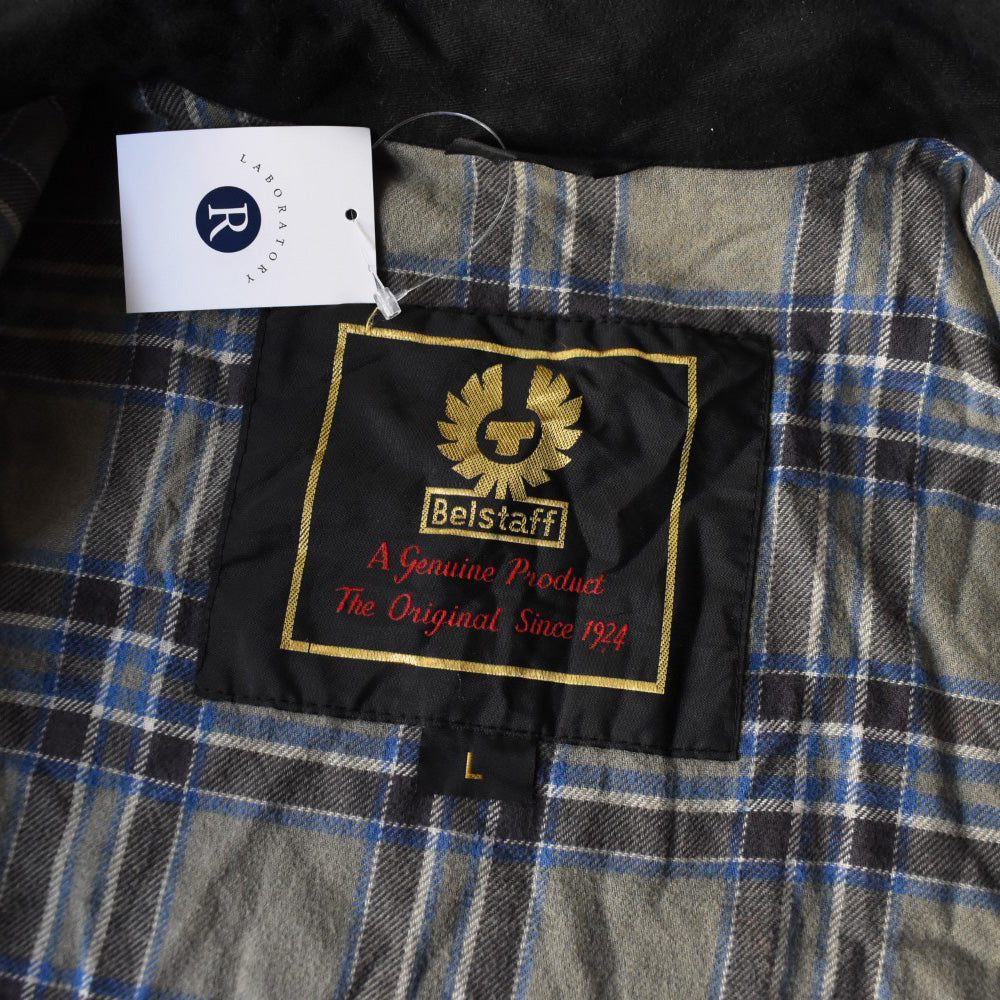 LABORATORY
R
Belstaff
A Genuine Product
The Original Since 1924
L